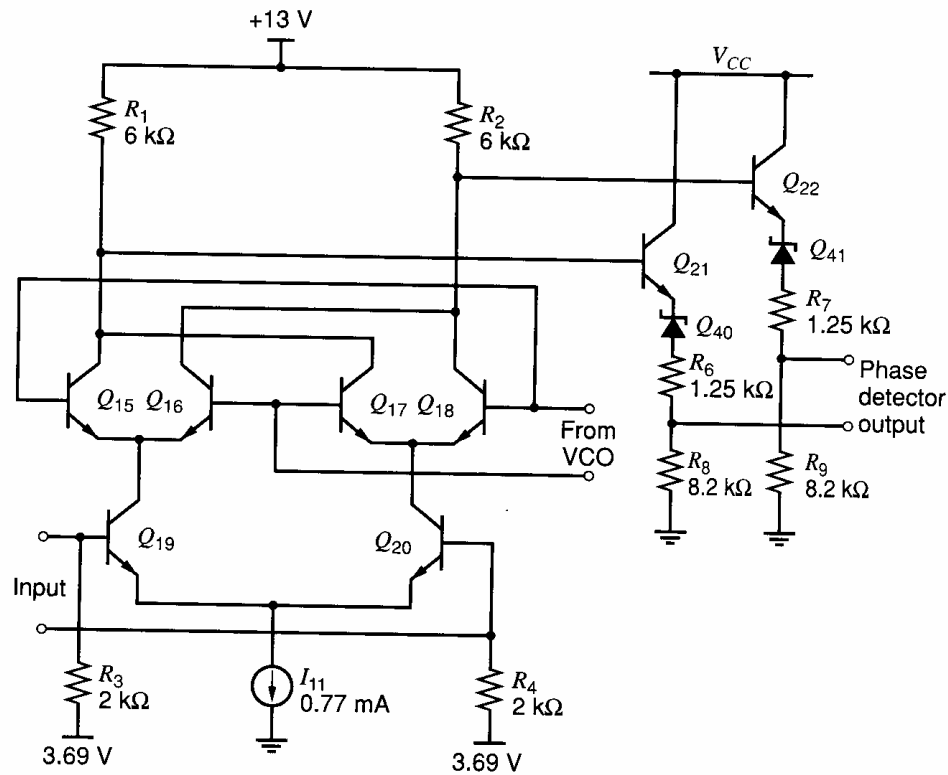 +13 V
V_CC
R1
6 kΩ
R2
6 kΩ
Q22
Q21
Q41
R7
1.25 kΩ
Q40
R6
1.25 kΩ
Phase
detector
output
Q15
Q16
Q17
Q18
From
VCO
R8
8.2 kΩ
R9
8.2 kΩ
Q19
Q20
Input
R3
2 kΩ
I11
0.77 mA
R4
2 kΩ
3.69 V
3.69 V